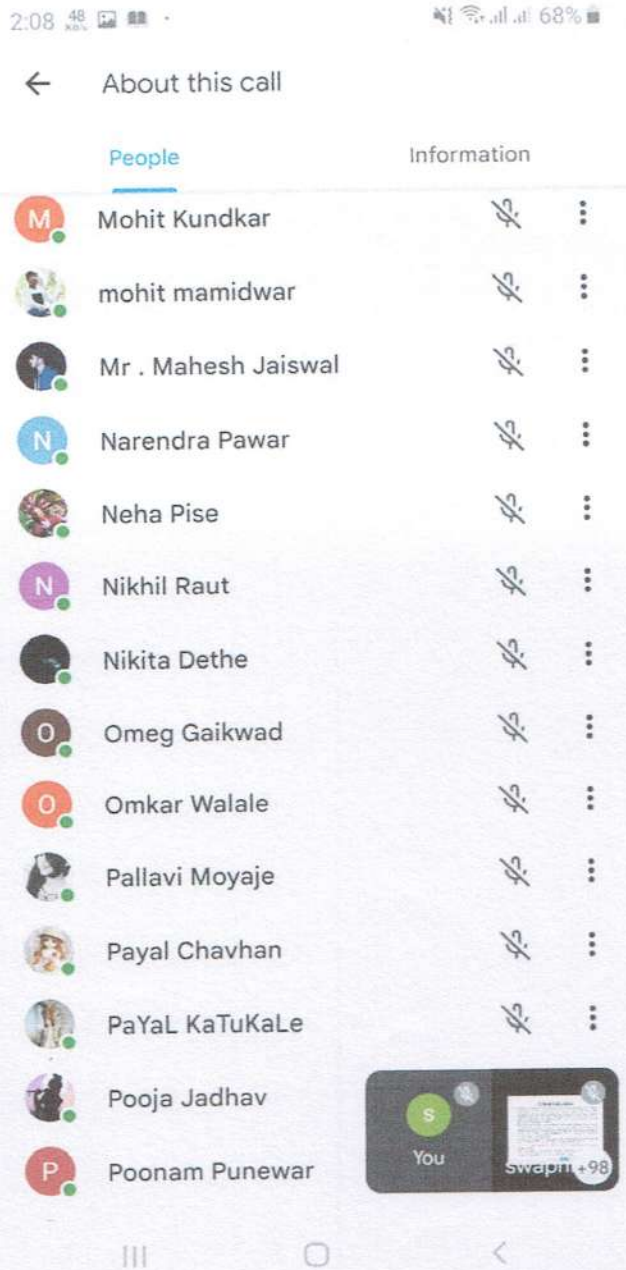 2:08 48 KB/s 68%
About this call
People Information
M Mohit Kundkar
mohit mamidwar
Mr . Mahesh Jaiswal
N Narendra Pawar
Neha Pise
N Nikhil Raut
Nikita Dethe
O Omeg Gaikwad
O Omkar Walale
Pallavi Moyaje
Payal Chavhan
PaYaL KaTuKaLe
Pooja Jadhav
S
You
+98
P Poonam Punewar